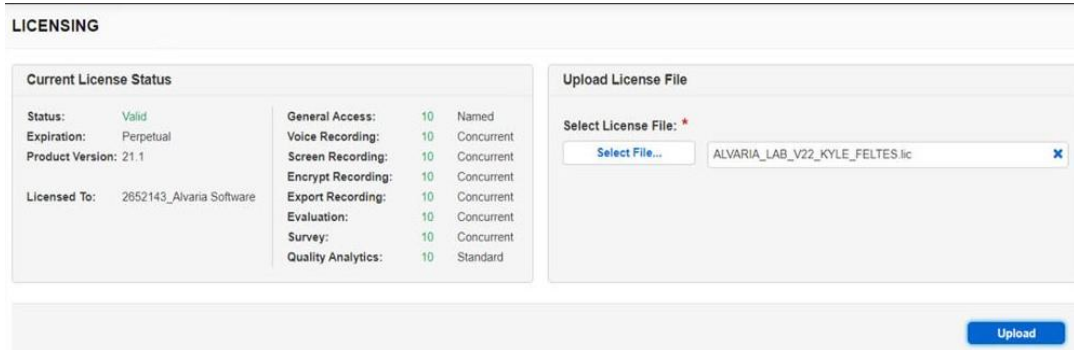 LICENSING
Current License Status
Status: Valid
Expiration: Perpetual
Product Version: 21.1
Licensed To: 2652143_Alvaria Software
General Access: 10 Named
Voice Recording: 10 Concurrent
Screen Recording: 10 Concurrent
Encrypt Recording: 10 Concurrent
Export Recording: 10 Concurrent
Evaluation: 10 Concurrent
Survey: 10 Concurrent
Quality Analytics: 10 Standard
Upload License File
Select License File: *
Select File... ALVARIA_LAB_V22_KYLE_FELTES.lic
Upload